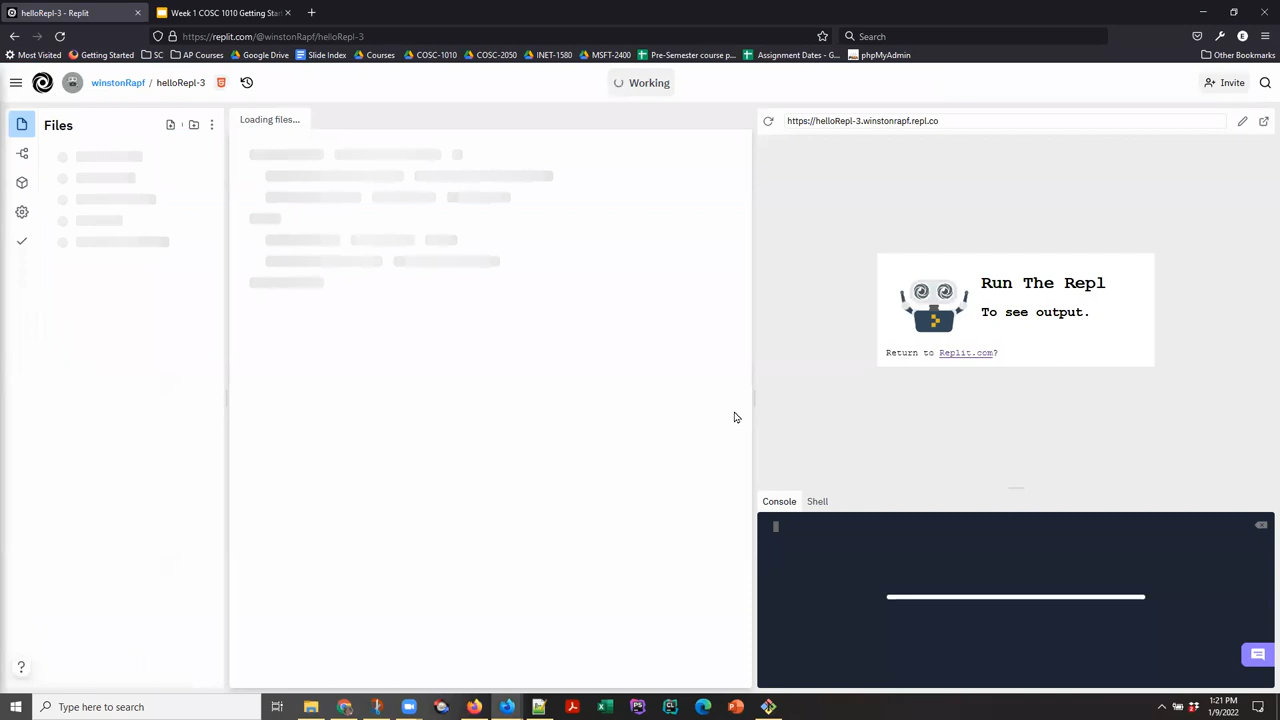 helloRepl-3 - Replit
Week 1 COSC 1010 Getting Star
https://replit.com/@winstonRapf/helloRepl-3
Search
Most Visited
Getting Started
SC
AP Courses
Google Drive
Slide Index
Courses
COSC-1010
COSC-2050
INET-1580
MSFT-2400
Pre-Semester course p...
Assignment Dates - G...
phpMyAdmin
Other Bookmarks
winstonRapf / helloRepl-3
Working
Invite
Files
Loading files...
https://helloRepl-3.winstonrapf.repl.co
Run The Repl
To see output.
Return to Replit.com?
Console
Shell
?
Type here to search
1:21 PM
1/9/2022